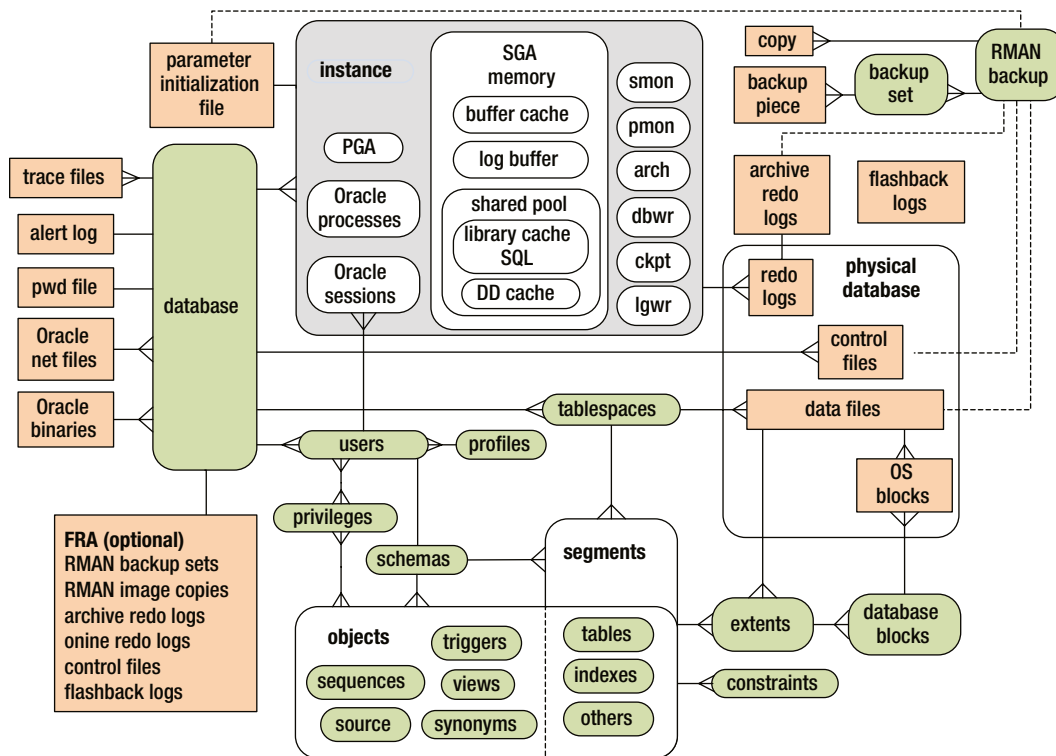 parameter
initialization
file
instance
SGA
memory
buffer cache
log buffer
shared pool
library cache
SQL
DD cache
PGA
Oracle
processes
Oracle
sessions
smon
pmon
arch
dbwr
ckpt
lgwr
copy
backup
piece
backup
set
RMAN
backup
archive
redo
logs
flashback
logs
redo
logs
physical
database
control
files
data files
OS
blocks
trace files
alert log
pwd file
Oracle
net files
Oracle
binaries
database
tablespaces
users
profiles
privileges
schemas
segments
FRA (optional)
RMAN backup sets
RMAN image copies
archive redo logs
onine redo logs
control files
flashback logs
objects
triggers
sequences
views
source
synonyms
tables
indexes
others
extents
database
blocks
constraints